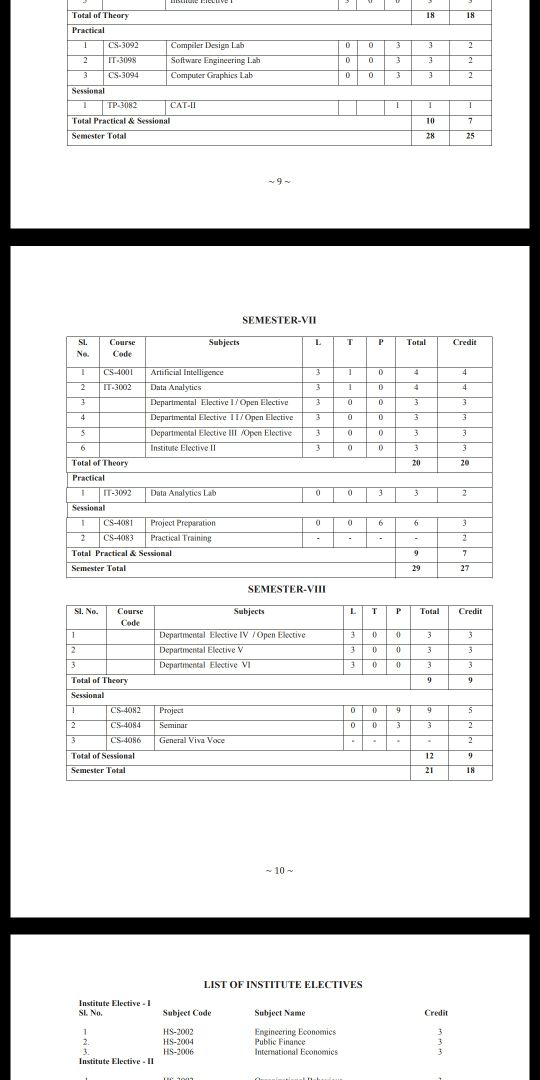 Institute Elective I
Total of Theory 18 18
Practical
1 CS-3092 Compiler Design Lab 0 0 3 3 2
2 IT-3098 Software Engineering Lab 0 0 3 3 2
3 CS-3094 Computer Graphics Lab 0 0 3 3 2
Sessional
1 TP-3082 CAT-II 1 1 1
Total Practical & Sessional 10 7
Semester Total 28 25
~ 9 ~
SEMESTER-VII
Sl. No. Course Code Subjects L T P Total Credit
1 CS-4001 Artificial Intelligence 3 1 0 4 4
2 IT-3002 Data Analytics 3 1 0 4 4
3 Departmental Elective I / Open Elective 3 0 0 3 3
4 Departmental Elective I I / Open Elective 3 0 0 3 3
5 Departmental Elective III /Open Elective 3 0 0 3 3
6 Institute Elective II 3 0 0 3 3
Total of Theory 20 20
Practical
1 IT-3092 Data Analytics Lab 0 0 3 3 2
Sessional
1 CS-4081 Project Preparation 0 0 6 6 3
2 CS-4083 Practical Training - - - - 2
Total Practical & Sessional 9 7
Semester Total 29 27
SEMESTER-VIII
Sl. No. Course Code Subjects L T P Total Credit
1 Departmental Elective IV / Open Elective 3 0 0 3 3
2 Departmental Elective V 3 0 0 3 3
3 Departmental Elective VI 3 0 0 3 3
Total of Theory 9 9
Sessional
1 CS-4082 Project 0 0 9 9 5
2 CS-4084 Seminar 0 0 3 3 2
3 CS-4086 General Viva Voce - - - - 2
Total of Sessional 12 9
Semester Total 21 18
~ 10 ~
LIST OF INSTITUTE ELECTIVES
Institute Elective - I
Sl. No. Subject Code Subject Name Credit
1 HS-2002 Engineering Economics 3
2. HS-2004 Public Finance 3
3. HS-2006 International Economics 3
Institute Elective - II